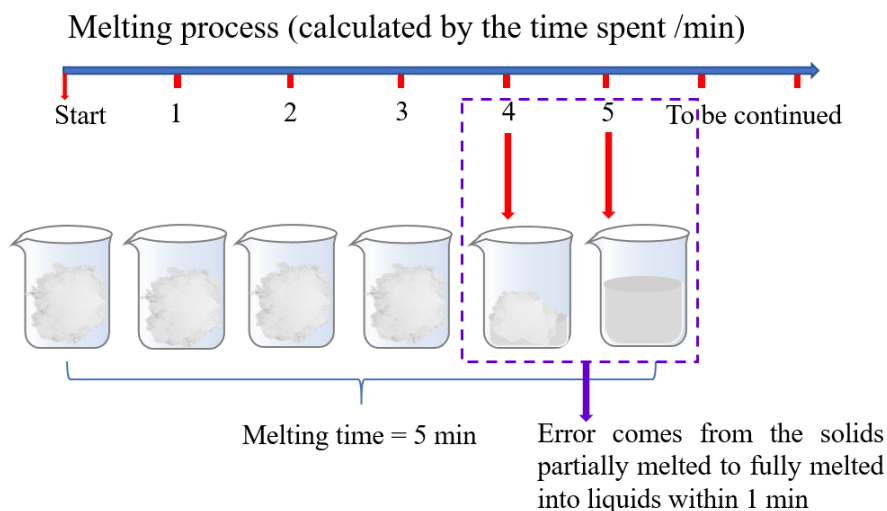 Melting process (calculated by the time spent /min)
Start 1 2 3 4 5 To be continued
Melting time = 5 min
Error comes from the solids
partially melted to fully melted
into liquids within 1 min